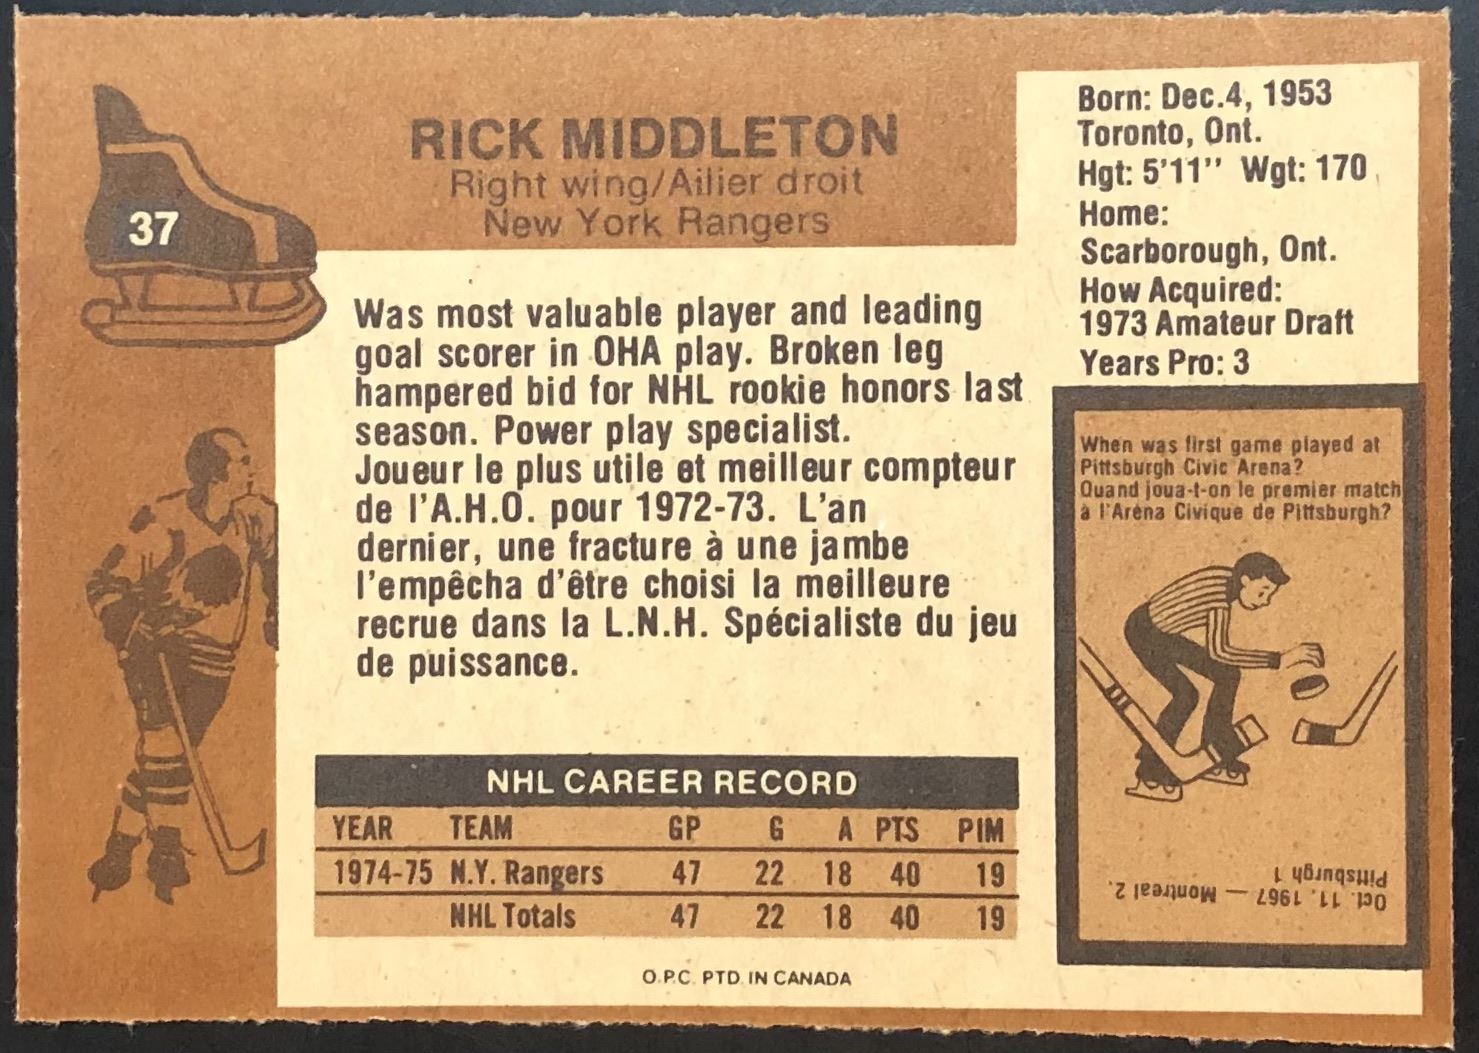 37
RICK MIDDLETON
Right wing/Ailier droit
New York Rangers
Born: Dec.4, 1953
Toronto, Ont.
Hgt: 5'11'' Wgt: 170
Home:
Scarborough, Ont.
How Acquired:
1973 Amateur Draft
Years Pro: 3
Was most valuable player and leading
goal scorer in OHA play. Broken leg
hampered bid for NHL rookie honors last
season. Power play specialist.
Joueur le plus utile et meilleur compteur
de l'A.H.O. pour 1972-73. L'an
dernier, une fracture à une jambe
l'empêcha d'être choisi la meilleure
recrue dans la L.N.H. Spécialiste du jeu
de puissance.
When was first game played at
Pittsburgh Civic Arena?
Quand joua-t-on le premier match
à l'Aréna Civique de Pittsburgh?
Oct. 11, 1967 — Montreal 2,
Pittsburgh 1
NHL CAREER RECORD
YEAR TEAM GP G A PTS PIM
1974-75 N.Y. Rangers 47 22 18 40 19
NHL Totals 47 22 18 40 19
O.P.C. PTD. IN CANADA